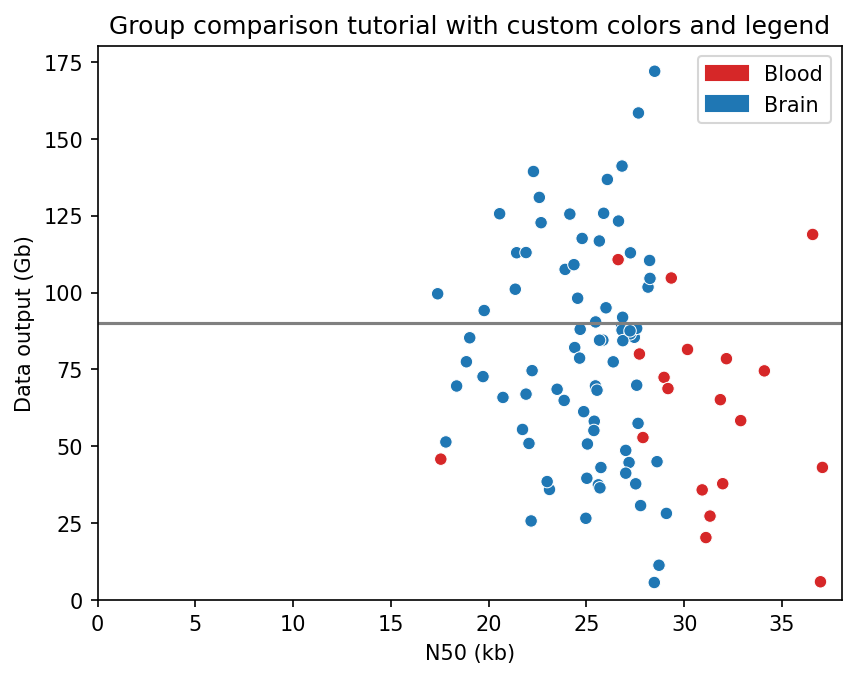 Group comparison tutorial with custom colors and legend
Blood
Brain
175
150
125
100
75
50
25
0
Data output (Gb)
0 5 10 15 20 25 30 35
N50 (kb)